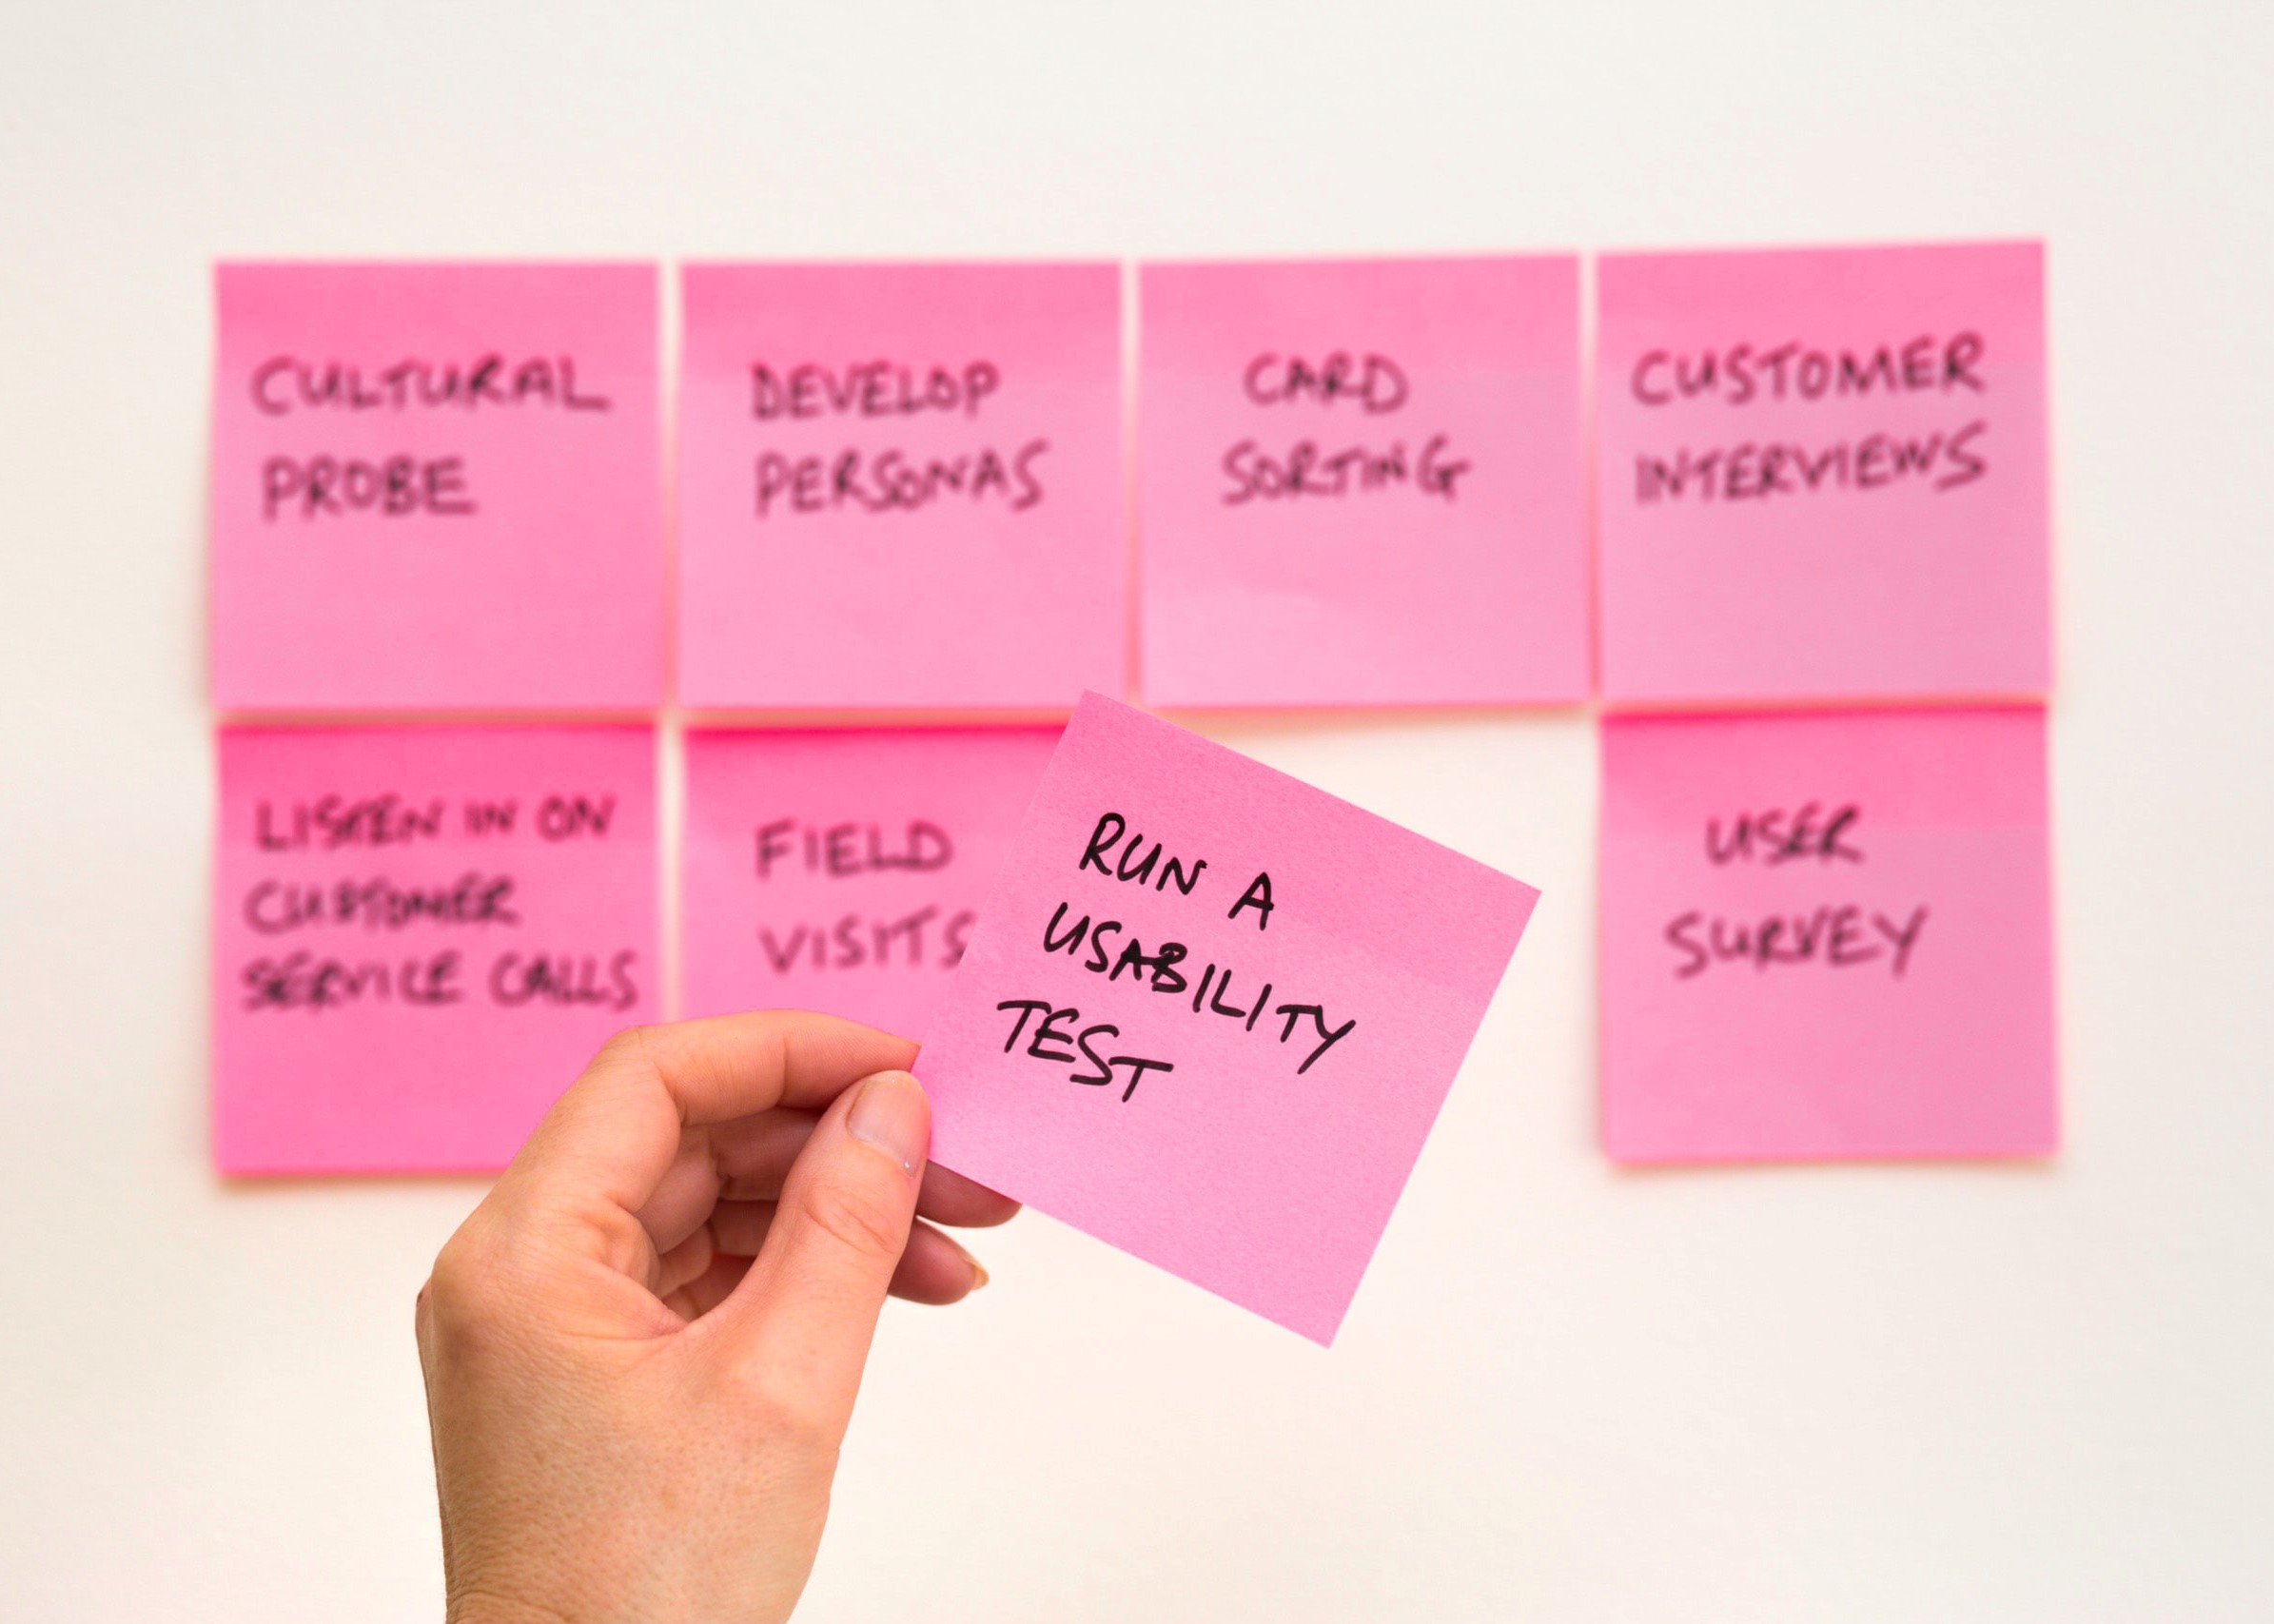 CULTURAL
PROBE
DEVELOP
PERSONAS
CARD
SORTING
CUSTOMER
INTERVIEWS
LISTEN IN ON
CUSTOMER
SERVICE CALLS
FIELD
VISITS
RUN A
USABILITY
TEST
USER
SURVEY